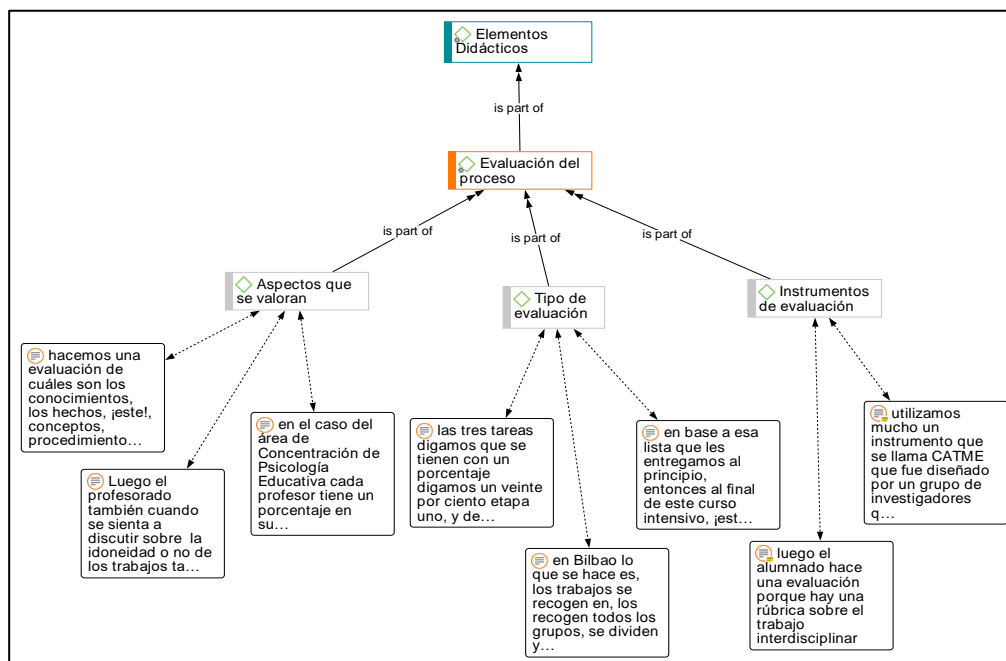 Elementos
Didácticos
is part of
Evaluación del
proceso
is part of
is part of
is part of
Aspectos que
se valoran
Tipo de
evaluación
Instrumentos
de evaluación
hacemos una
evaluación de
cuáles son los
conocimientos,
los hechos, ¡este!,
conceptos,
procedimiento…
Luego el
profesorado
también cuando
se sienta a
discutir sobre la
idoneidad o no de
los trabajos ta…
en el caso del
área de
Concentración de
Psicología
Educativa cada
profesor tiene un
porcentaje en
su…
las tres tareas
digamos que se
tienen con un
porcentaje
digamos un veinte
por ciento etapa
uno, y de…
en Bilbao lo
que se hace es,
los trabajos se
recogen en, los
recogen todos los
grupos, se dividen
y…
en base a esa
lista que les
entregamos al
principio,
entonces al final
de este curso
intensivo, ¡est…
luego el
alumnado hace
una evaluación
porque hay una
rúbrica sobre el
trabajo
interdisciplinar
utilizamos
mucho un
instrumento que
se llama CATME
que fue diseñado
por un grupo de
investigadores
q…